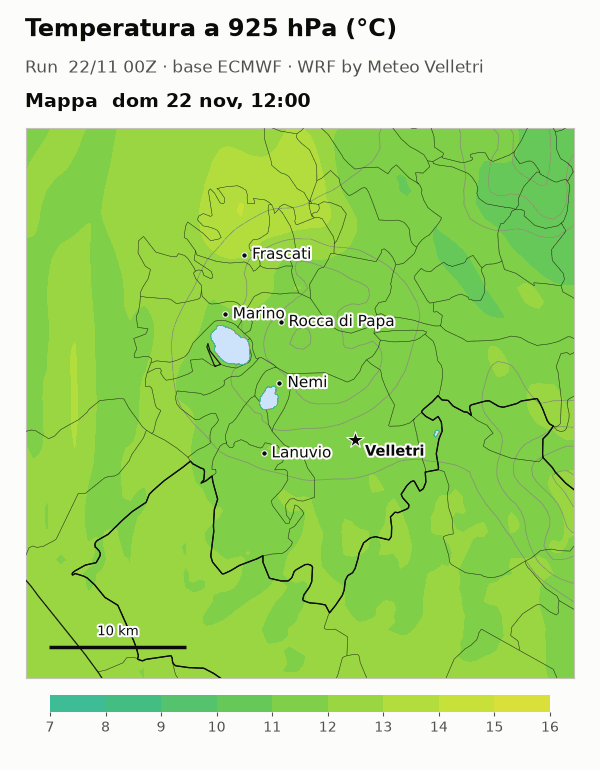 Temperatura a 925 hPa (°C)
Run  22/11 00Z · base ECMWF · WRF by Meteo Velletri
Mappa  dom 22 nov, 12:00
Frascati
Marino
Rocca di Papa
Nemi
Velletri
Lanuvio
10 km
7 8 9 10 11 12 13 14 15 16